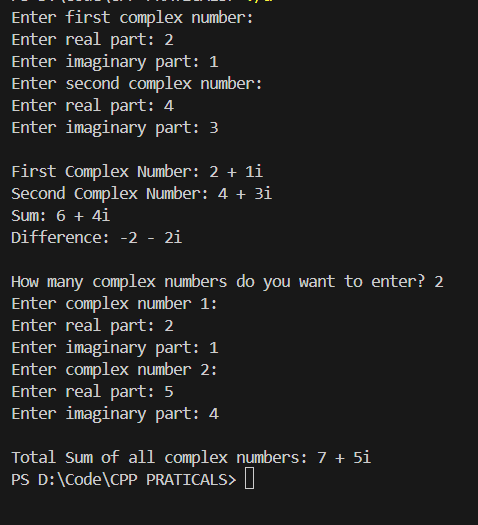 Enter first complex number:
Enter real part: 2
Enter imaginary part: 1
Enter second complex number:
Enter real part: 4
Enter imaginary part: 3
First Complex Number: 2 + 1i
Second Complex Number: 4 + 3i
Sum: 6 + 4i
Difference: -2 - 2i
How many complex numbers do you want to enter? 2
Enter complex number 1:
Enter real part: 2
Enter imaginary part: 1
Enter complex number 2:
Enter real part: 5
Enter imaginary part: 4
Total Sum of all complex numbers: 7 + 5i
PS D:\Code\CPP PRATICALS>